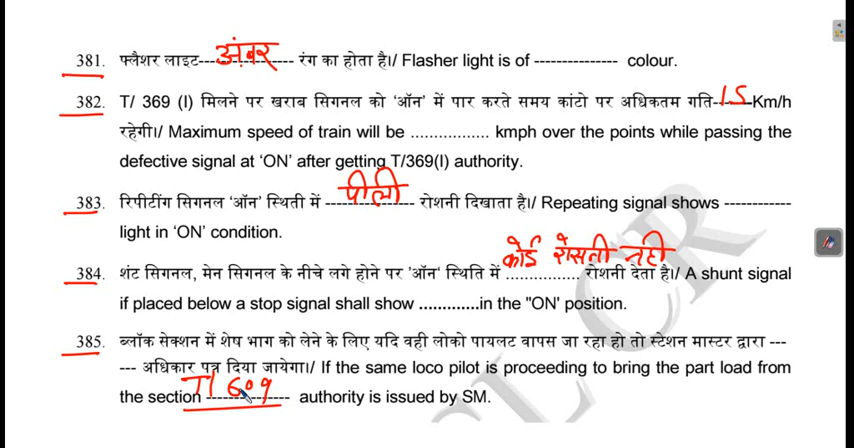 381. फ्लैशर लाइट---अंबर--- रंग का होता है।/ Flasher light is of --------------- colour.
382. T/ 369 (I) मिलने पर खराब सिगनल को 'ऑन' में पार करते समय कांटो पर अधिकतम गति--15--Km/h
रहेगी।/ Maximum speed of train will be ................. kmph over the points while passing the
defective signal at 'ON' after getting T/369(I) authority.
383. रिपीटिंग सिगनल 'ऑन' स्थिती में ---पीली--- रोशनी दिखाता है।/ Repeating signal shows ------------
light in 'ON' condition.
384. शंट सिगनल, मेन सिगनल के नीचे लगे होने पर 'ऑन' स्थिति में कोई रोसनी नही ................ रोशनी देता है।/ A shunt signal
if placed below a stop signal shall show .............in the "ON" position.
385. ब्लॉक सेक्शन में शेष भाग को लेने के लिए यदि वही लोको पायलट वापस जा रहा हो तो स्टेशन मास्टर द्वारा ---
--- अधिकार पत्र दिया जायेगा।/ If the same loco pilot is proceeding to bring the part load from
the section T/609 --------------- authority is issued by SM.
CLCR